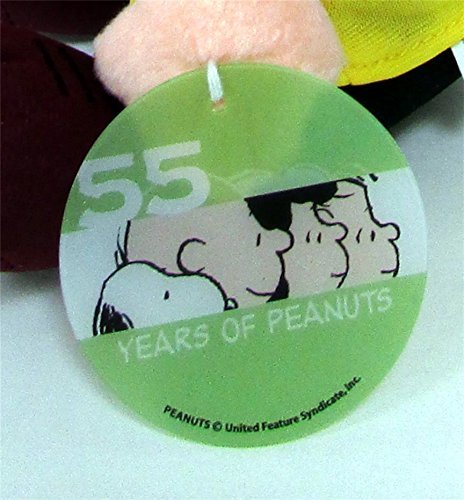 55
YEARS OF PEANUTS
PEANUTS © United Feature Syndicate, Inc.